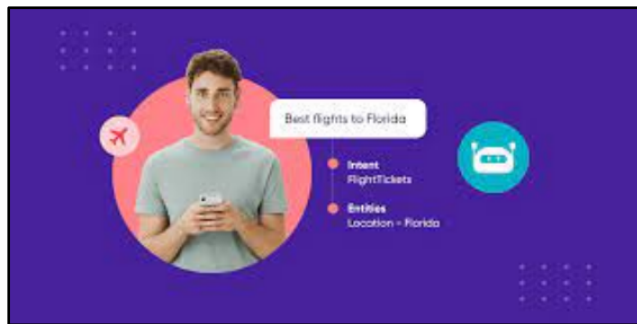 Best flights to Florida
Intent
FlightTickets
Entities
Location - Florida